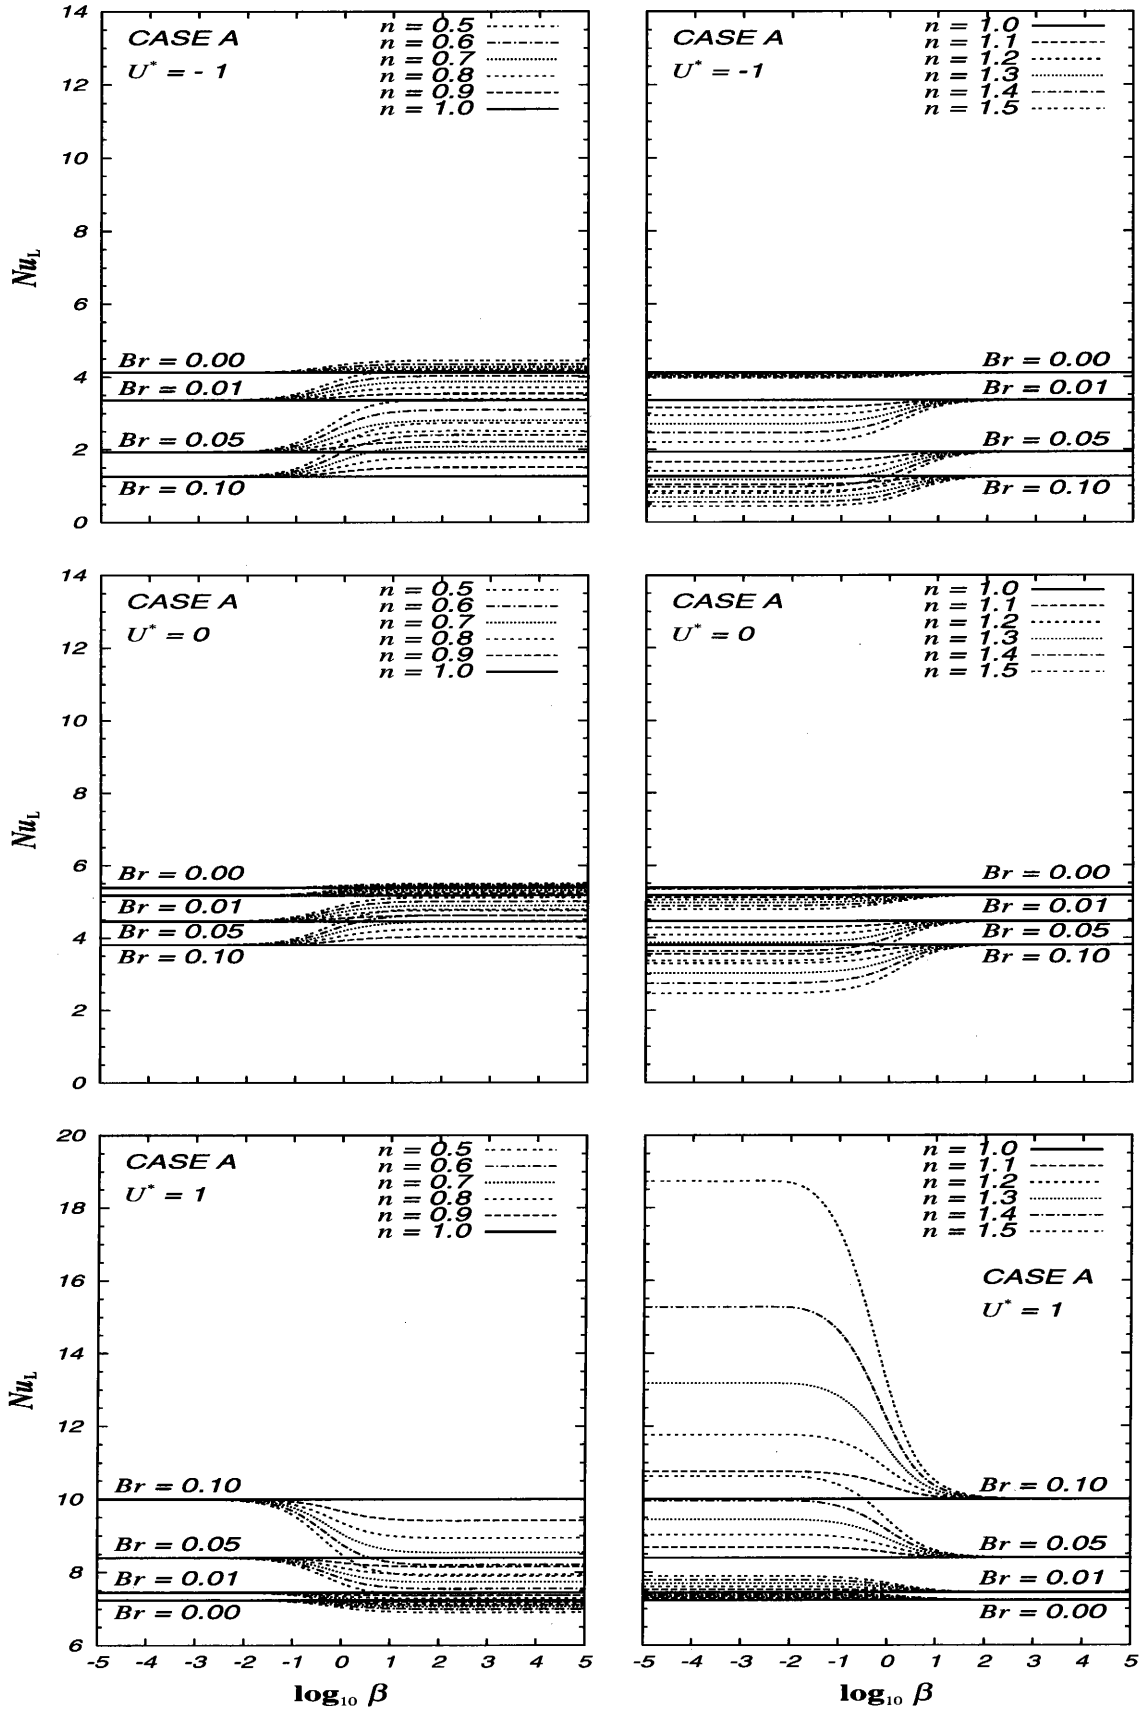 14
12
10
8
6
4
2
0
Nu_L
CASE A
U* = - 1
n = 0.5
n = 0.6
n = 0.7
n = 0.8
n = 0.9
n = 1.0
Br = 0.00
Br = 0.01
Br = 0.05
Br = 0.10
CASE A
U* = -1
n = 1.0
n = 1.1
n = 1.2
n = 1.3
n = 1.4
n = 1.5
Br = 0.00
Br = 0.01
Br = 0.05
Br = 0.10
14
12
10
8
6
4
2
0
Nu_L
CASE A
U* = 0
n = 0.5
n = 0.6
n = 0.7
n = 0.8
n = 0.9
n = 1.0
Br = 0.00
Br = 0.01
Br = 0.05
Br = 0.10
CASE A
U* = 0
n = 1.0
n = 1.1
n = 1.2
n = 1.3
n = 1.4
n = 1.5
Br = 0.00
Br = 0.01
Br = 0.05
Br = 0.10
20
18
16
14
12
10
8
6
Nu_L
CASE A
U* = 1
n = 0.5
n = 0.6
n = 0.7
n = 0.8
n = 0.9
n = 1.0
Br = 0.10
Br = 0.05
Br = 0.01
Br = 0.00
-5 -4 -3 -2 -1 0 1 2 3 4 5
log₁₀ β
n = 1.0
n = 1.1
n = 1.2
n = 1.3
n = 1.4
n = 1.5
CASE A
U* = 1
Br = 0.10
Br = 0.05
Br = 0.01
Br = 0.00
-5 -4 -3 -2 -1 0 1 2 3 4 5
log₁₀ β